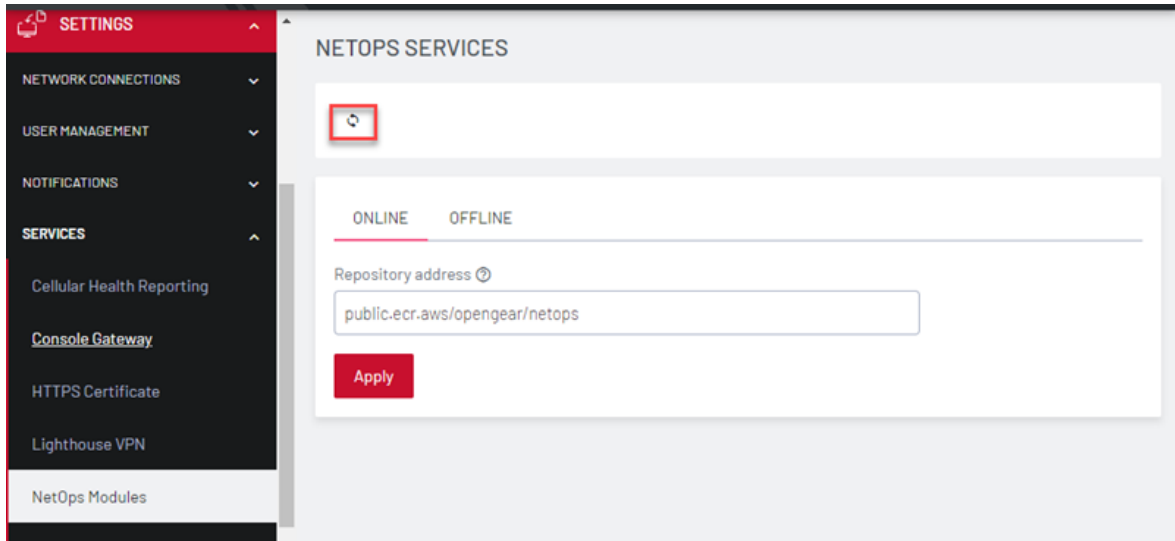 SETTINGS
NETWORK CONNECTIONS
USER MANAGEMENT
NOTIFICATIONS
SERVICES
Cellular Health Reporting
Console Gateway
HTTPS Certificate
Lighthouse VPN
NetOps Modules
NETOPS SERVICES
ONLINE OFFLINE
Repository address
public.ecr.aws/opengear/netops
Apply